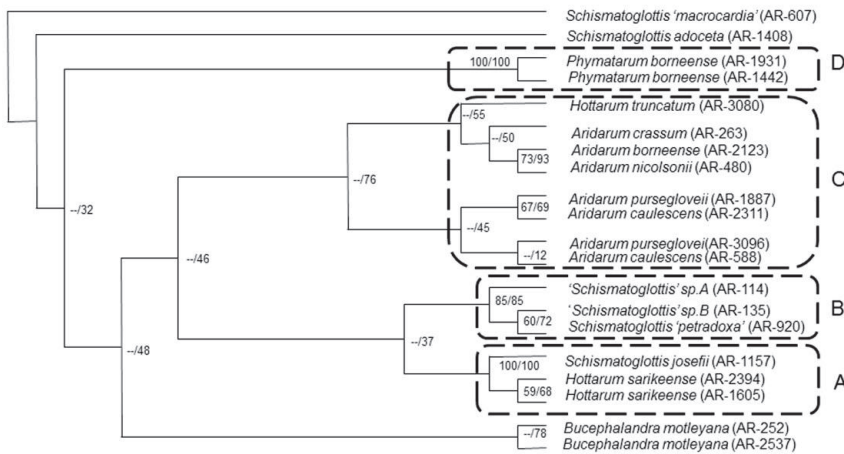 Schismatoglottis 'macrocardia' (AR-607)
Schismatoglottis adoceta (AR-1408)
100/100
Phymatarum borneense (AR-1931)
Phymatarum borneense (AR-1442)
D
Hottarum truncatum (AR-3080)
--/55
Aridarum crassum (AR-263)
--/50
Aridarum borneense (AR-2123)
73/93
Aridarum nicolsonii (AR-480)
C
--/76
Aridarum pursegloveii (AR-1887)
67/69
Aridarum caulescens (AR-2311)
--/32
--/45
Aridarum pursegloveii(AR-3096)
--/12
Aridarum caulescens (AR-588)
--/46
'Schismatoglottis' sp.A (AR-114)
85/85
'Schismatoglottis' sp.B (AR-135)
60/72
Schismatoglottis 'petradoxa' (AR-920)
B
--/37
--/48
Schismatoglottis josefii (AR-1157)
100/100
Hottarum sarikeense (AR-2394)
59/68
Hottarum sarikeense (AR-1605)
A
Bucephalandra motleyana (AR-252)
--/78
Bucephalandra motleyana (AR-2537)